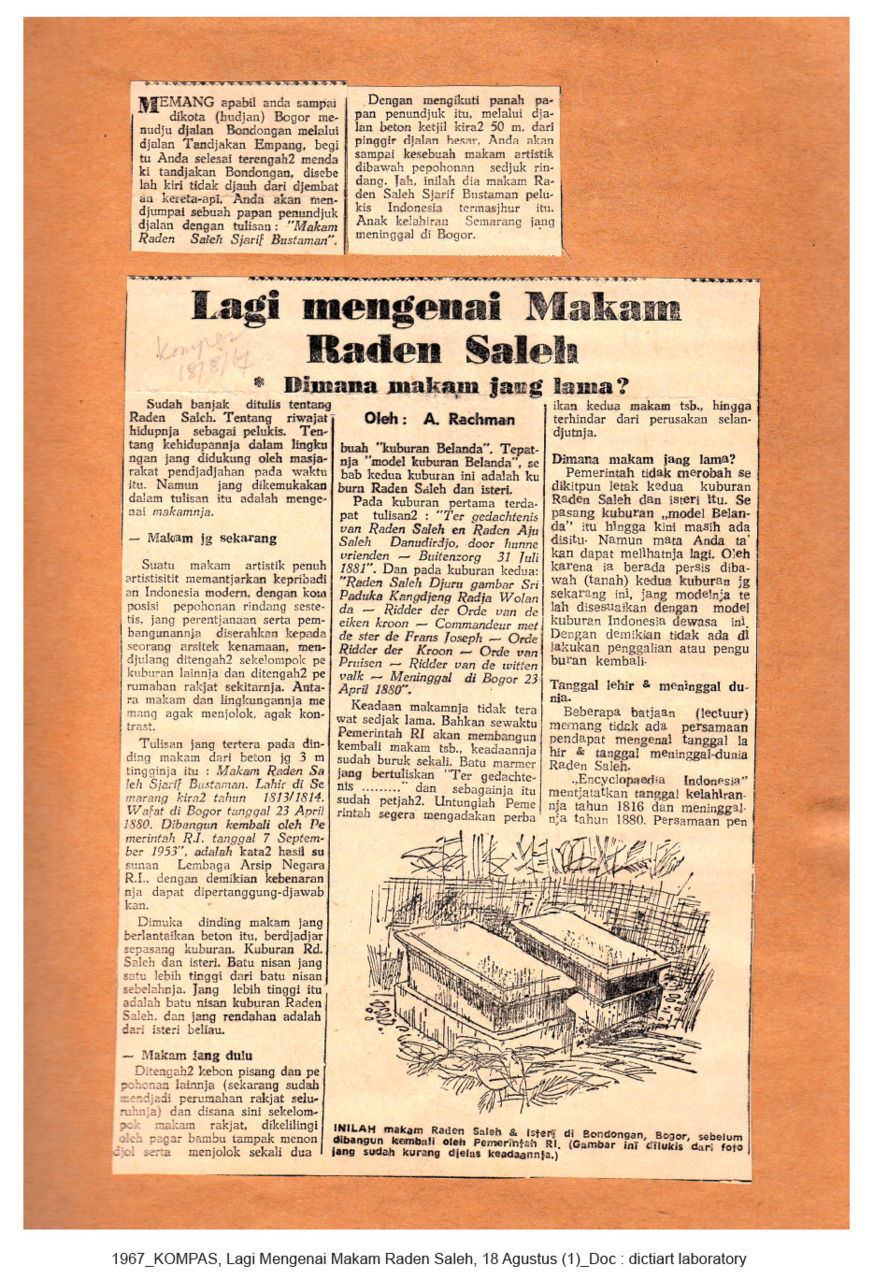 MEMANG apabil anda sampai
dikota (hudjan) Bogor me-
nudju djalan Bondongan melalui
djalan Tandjakan Empang, begi
tu Anda selesai terengah2 menda
ki tandjakan Bondongan, disebe
lah kiri tidak djauh dari djembat
an kereta-api, Anda akan men-
djumpai sebuah papan penundjuk
djalan dengan tulisan : "Makam
Raden Saleh Sjarif Bustaman".
Dengan mengikuti panah pa-
pan penundjuk itu, melalui dja-
lan beton ketjil kira2 50 m. dari
pinggir djalan besar, Anda akan
sampai kesebuah makam artistik
dibawah pepohonan sedjuk rin-
dang. Jah, inilah dia makam Ra-
den Saleh Sjarif Bustaman pelu-
kis Indonesia termasjhur itu.
Anak kelahiran Semarang jang
meninggal di Bogor.
Lagi mengenai Makam
Raden Saleh
Kompas
18/8/67
* Dimana makam jang lama?
Sudah banjak ditulis tentang
Raden Saleh. Tentang riwajat
hidupnja sebagai pelukis. Ten-
tang kehidupannja dalam lingku
ngan jang didukung oleh masja-
rakat pendjadjahan pada waktu
itu. Namun jang dikemukakan
dalam tulisan itu adalah menge-
nai makamnja.
— Makam jg sekarang
Suatu makam artistik penuh
artistisitit memantjarkan kepribadi
an Indonesia modern, dengan kom
posisi pepohonan rindang seste-
tis, jang perentjanaan serta pem-
bangunannja diserahkan kepada
seorang arsitek kenamaan, men-
djulang ditengah2 sekelompok pe
kuburan lainnja dan ditengah2 pe
rumahan rakjat sekitarnja. Anta-
ra makam dan lingkungannja me
mang agak menjolok, agak kon-
trast.
Tulisan jang tertera pada din-
ding makam dari beton jg 3 m
tingginja itu : Makam Raden Sa
leh Sjarif Bustaman. Lahir di Se
marang kira2 tahun 1813/1814.
Wafat di Bogor tanggal 23 April
1880. Dibangun kembali oleh Pe
merintah R.I. tanggal 7 Septem-
ber 1953", adalah kata2 hasil su
sunan Lembaga Arsip Negara
R.I., dengan demikian kebenaran
nja dapat dipertanggung-djawab
kan.
Dimuka dinding makam jang
berlantaikan beton itu, berdjadjar
sepasang kuburan. Kuburan Rd.
Saleh dan isteri. Batu nisan jang
satu lebih tinggi dari batu nisan
sebelahnja. Jang lebih tinggi itu
adalah batu nisan kuburan Raden
Saleh. dan jang rendahan adalah
dari isteri beliau.
— Makam jang dulu
Ditengah2 kebon pisang dan pe
pohonan lainnja (sekarang sudah
mendjadi perumahan rakjat selu-
ruhnja) dan disana sini sekelom-
pok makam rakjat, dikelilingi
oleh pagar bambu tampak menon
djol serta menjolok sekali dua
Oleh : A. Rachman
buah "kuburan Belanda". Tepat-
nja "model kuburan Belanda", se
bab kedua kuburan ini adalah ku
burn Raden Saleh dan isteri.
Pada kuburan pertama terda-
pat tulisan2 : "Ter gedachtenis
van Raden Saleh en Raden Aju
Saleh Danudirdjo, door hunne
vrienden — Buitenzorg 31 Juli
1881". Dan pada kuburan kedua:
"Raden Saleh Djuru gambar Sri
Paduka Kangdjeng Radja Wolan
da — Ridder der Orde van de
eiken kroon — Commandeur met
de ster de Frans Joseph — Orde
Ridder der Kroon — Orde van
Pruisen — Ridder van de witten
valk — Meninggal di Bogor 23
April 1880".
Keadaan makamnja tidak tera
wat sedjak lama. Bahkan sewaktu
Pemerintah RI akan membangun
kembali makam tsb., keadaannja
sudah buruk sekali. Batu marmer
jang bertuliskan "Ter gedachte-
nis ........." dan sebagainja itu
sudah petjah2. Untunglah Peme
rintah segera mengadakan perba
ikan kedua makam tsb., hingga
terhindar dari perusakan selan-
djutnja.
Dimana makam jang lama?
Pemerintah tidak merobah se
dikitpun letak kedua kuburan
Raden Saleh dan isteri itu. Se
pasang kuburan „model Belan-
da" itu hingga kini masih ada
disitu. Namun mata Anda ta'
kan dapat melihatnja lagi. Oleh
karena ia berada persis diba-
wah (tanah) kedua kuburan jg
sekarang ini, jang modelnja te
lah disesuaikan dengan model
kuburan Indonesia dewasa ini.
Dengan demikian tidak ada di
lakukan penggalian atau pengu
buran kembali.
Tanggal lehir & meninggal du-
nia.
Beberapa batjaan (lectuur)
memang tidak ada persamaan
pendapat mengenai tanggal la
hir & tanggal meninggal-dunia
Raden Saleh.
„Encyclopaedia Indonesia"
mentjatatkan tanggal kelahiran-
nja tahun 1816 dan meninggal-
nja tahun 1880. Persamaan pen
INILAH makam Raden Saleh & Isteri di Bondongan, Bogor, sebelum
dibangun kembali oleh Pemerintah RI. (Gambar ini dilukis dari foto
jang sudah kurang djelas keadaannja.)
1967_KOMPAS, Lagi Mengenai Makam Raden Saleh, 18 Agustus (1)_Doc : dictiart laboratory